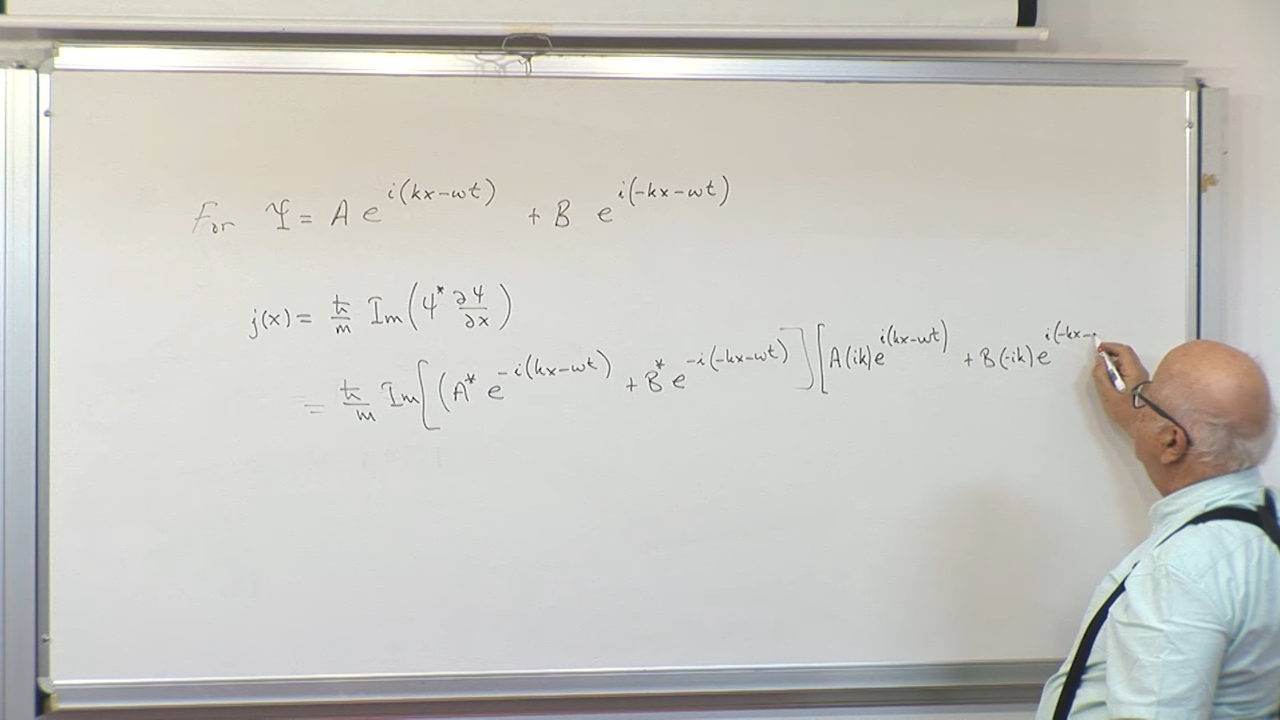 For Ψ = A e^{i(kx-ωt)} + B e^{i(-kx-ωt)}
j(x) = ħ/m Im(Ψ* ∂Ψ/∂x)
= ħ/m Im[(A* e^{-i(kx-ωt)} + B* e^{-i(-kx-ωt)}][A(ik)e^{i(kx-ωt)} + B(-ik)e^{i(-kx-